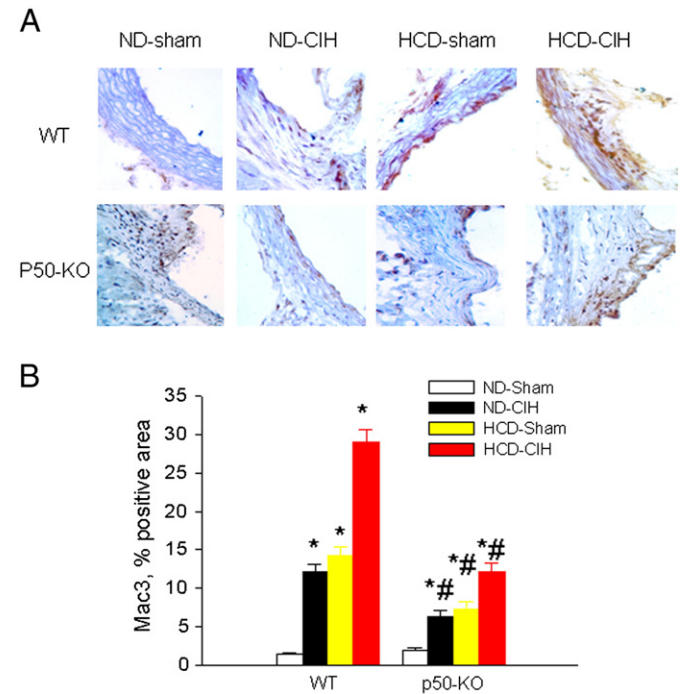 A
ND-sham ND-CIH HCD-sham HCD-CIH
WT
P50-KO
B
35
30
25
20
15
10
5
0
Mac3, % positive area
ND-Sham
ND-CIH
HCD-Sham
HCD-CIH
*
* *
*# *# *#
WT p50-KO